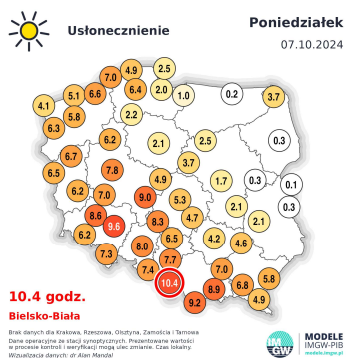 Usłonecznienie
Poniedziałek
07.10.2024
7.0 4.9 2.5
4.1 5.1 6.6 6.4 2.0 1.0 0.2 3.7
6.3 5.8 2.2
6.2 2.1 2.5 0.3
6.7 3.7
6.5 7.8 4.9 1.7 0.3 0.1
6.2 7.0 9.0 5.3 2.1 0.3
8.6 9.6 8.3 4.7 2.1
6.2 6.5 4.2 4.6
7.3 8.0 7.7
7.4 10.4 7.0 5.8
9.2 8.9 6.8 4.9
10.4 godz.
Bielsko-Biała
Brak danych dla Krakowa, Rzeszowa, Olsztyna, Zamościa i Tarnowa
Dane operacyjne ze stacji synoptycznych. Prezentowane wartości
w procesie kontroli i weryfikacji mogą ulec zmianie. Czas lokalny.
Wizualizacja danych: dr Alan Mandal
IM
GW
MODELE
IMGW-PIB
modele.imgw.pl